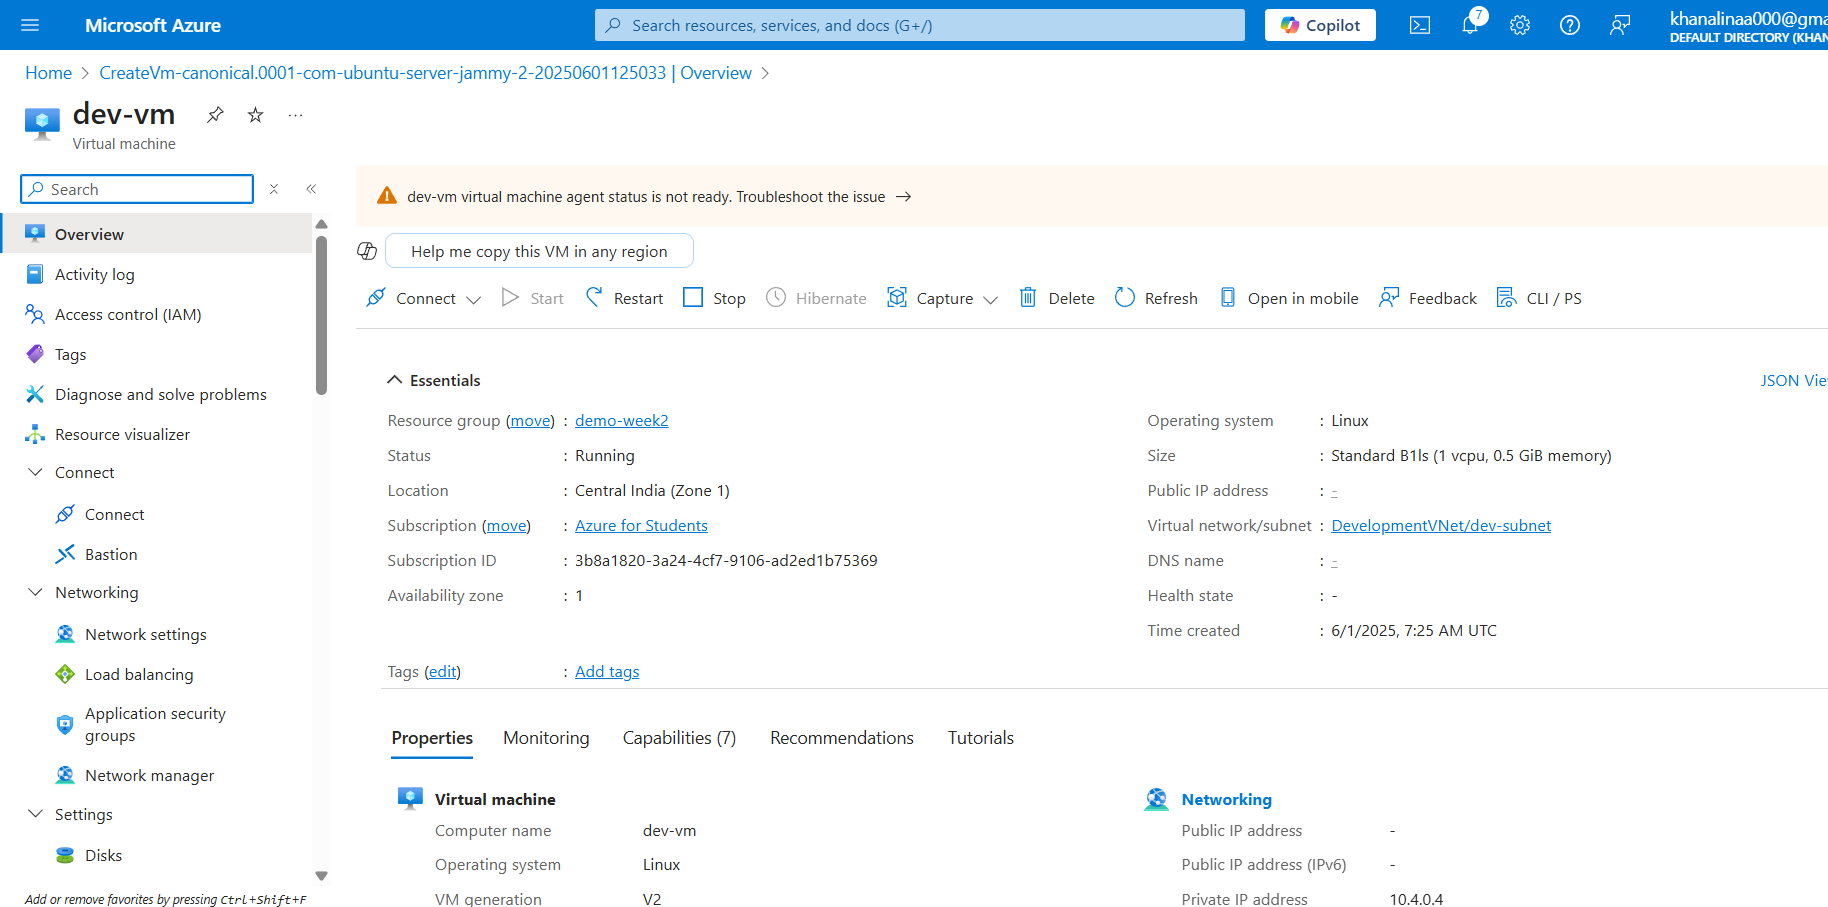 Microsoft Azure
Search resources, services, and docs (G+/)
Copilot
7
khanalinaa000@gma
DEFAULT DIRECTORY (KHAN
Home > CreateVm-canonical.0001-com-ubuntu-server-jammy-2-20250601125033 | Overview >
dev-vm
Virtual machine
Search
Overview
Activity log
Access control (IAM)
Tags
Diagnose and solve problems
Resource visualizer
Connect
Connect
Bastion
Networking
Network settings
Load balancing
Application security
groups
Network manager
Settings
Disks
Add or remove favorites by pressing Ctrl+Shift+F
dev-vm virtual machine agent status is not ready. Troubleshoot the issue →
Help me copy this VM in any region
Connect Start Restart Stop Hibernate Capture Delete Refresh Open in mobile Feedback CLI / PS
Essentials
JSON Vie
Resource group (move) : demo-week2
Status : Running
Location : Central India (Zone 1)
Subscription (move) : Azure for Students
Subscription ID : 3b8a1820-3a24-4cf7-9106-ad2ed1b75369
Availability zone : 1
Operating system : Linux
Size : Standard B1ls (1 vcpu, 0.5 GiB memory)
Public IP address : -
Virtual network/subnet : DevelopmentVNet/dev-subnet
DNS name : -
Health state : -
Time created : 6/1/2025, 7:25 AM UTC
Tags (edit) : Add tags
Properties Monitoring Capabilities (7) Recommendations Tutorials
Virtual machine
Computer name dev-vm
Operating system Linux
VM generation V2
Networking
Public IP address -
Public IP address (IPv6) -
Private IP address 10.4.0.4